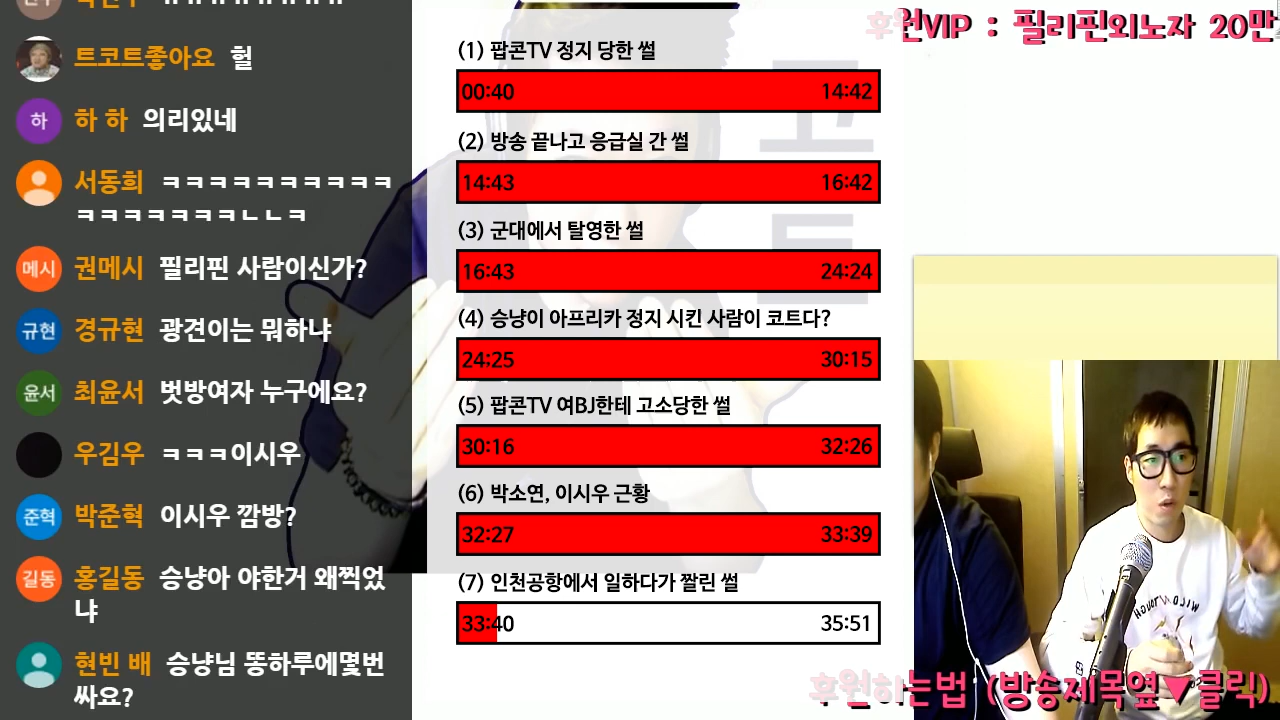 트코트좋아요 헐
하 하 의리있네
하
서동희 ㅋㅋㅋㅋㅋㅋㅋㅋㅋㅋ
ㅋㅋㅋㅋㅋㅋㅋㄴㄴㅋ
메시
권메시 필리핀 사람이신가?
규현
경규현 광견이는 뭐하냐
윤서
최윤서 벗방여자 누구에요?
우김우 ㅋㅋㅋ이시우
준혁
박준혁 이시우 깜방?
길동
홍길동 승냥아 야한거 왜찍었
냐
현빈 배 승냥님 똥하루에몇번
싸요?
(1) 팝콘TV 정지 당한 썰
00:40 14:42
(2) 방송 끝나고 응급실 간 썰
14:43 16:42
(3) 군대에서 탈영한 썰
16:43 24:24
(4) 승냥이 아프리카 정지 시킨 사람이 코트다?
24;25 30:15
(5) 팝콘TV 여BJ한테 고소당한 썰
30:16 32:26
(6) 박소연, 이시우 근황
32:27 33:39
(7) 인천공항에서 일하다가 짤린 썰
33:40 35:51
후원VIP : 필리핀외노자 20만
후원하는법 (방송제목옆▼클릭)